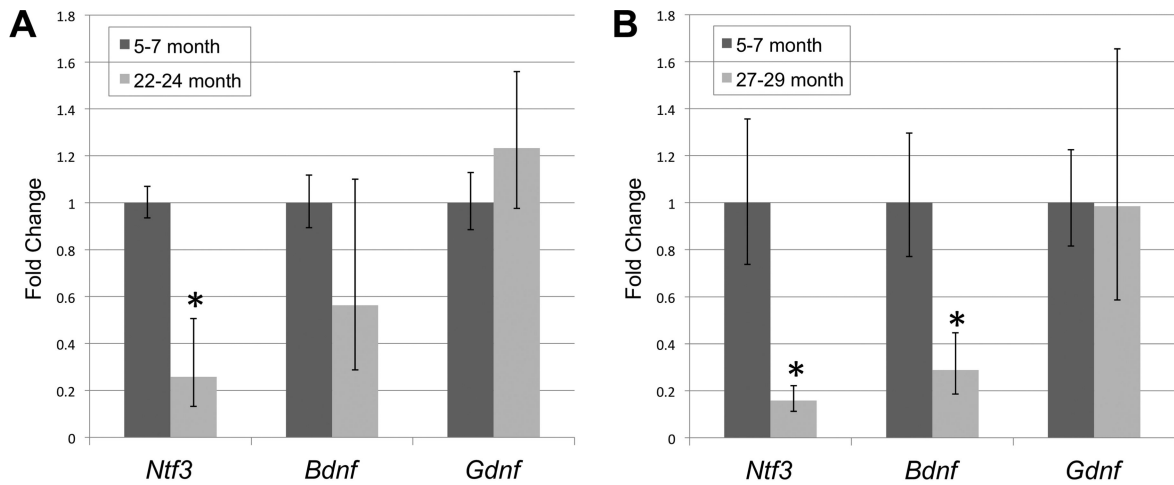 A
5-7 month
22-24 month
Fold Change
1.8
1.6
1.4
1.2
1
0.8
0.6
0.4
0.2
0
*
Ntf3 Bdnf Gdnf
B
5-7 month
27-29 month
Fold Change
1.8
1.6
1.4
1.2
1
0.8
0.6
0.4
0.2
0
*
*
Ntf3 Bdnf Gdnf